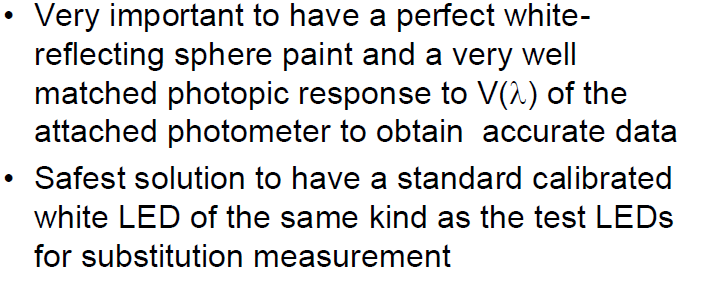 • Very important to have a perfect white-
reflecting sphere paint and a very well
matched photopic response to V(λ) of the
attached photometer to obtain  accurate data
• Safest solution to have a standard calibrated
white LED of the same kind as the test LEDs
for substitution measurement